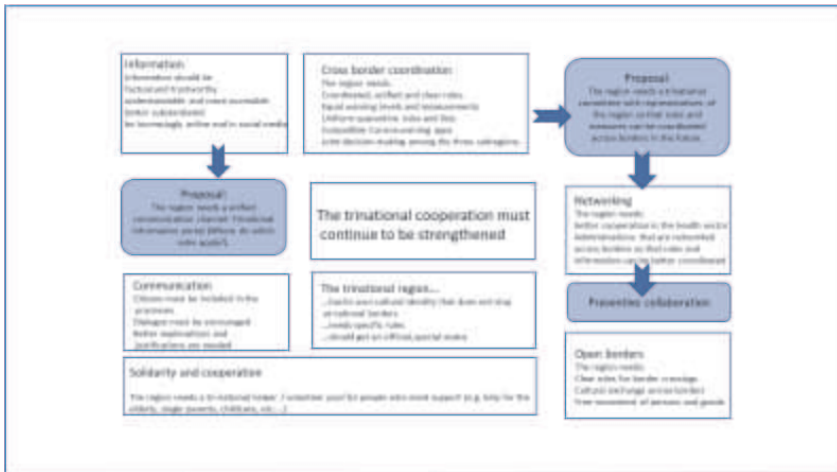 Information
Information should be
factual and trustworthy
understandable and more accessible
better substantiated
be increasingly online and in social media
Cross border coordination
The region needs
Coordinated, unified and clear rules
Equal warning levels and measurements
Uniform quarantine rules and lists
Compatible Corona warning apps
Joint decision-making among the three subregions
Proposal
The region needs a trinational
committee with representatives of
the region so that rules and
measures can be coordinated
across borders in the future
Proposal
The region needs a unified
communication channel: Trinational
information portal (Where do which
rules apply?).
The trinational cooperation must
continue to be strengthened
Networking
The region needs
Better cooperation in the health sector
Administrations that are networked
across borders so that rules and
information can be better coordinated
Communication
Citizens must be included in the
processes
Dialogue must be encouraged
Better explanations and
justifications are needed
The trinational region....
...has its own cultural identity that does not stop
at national borders
...needs specific rules
...should get an official special status
Preventive collaboration
Solidarity and cooperation
The region needs a tri-national helper / volunteer pool for people who need support (e.g. help for the
elderly, single parents, childcare, etc....)
Open borders
The region needs
Clear rules for border crossings
Cultural exchange across borders
Free movement of persons and goods